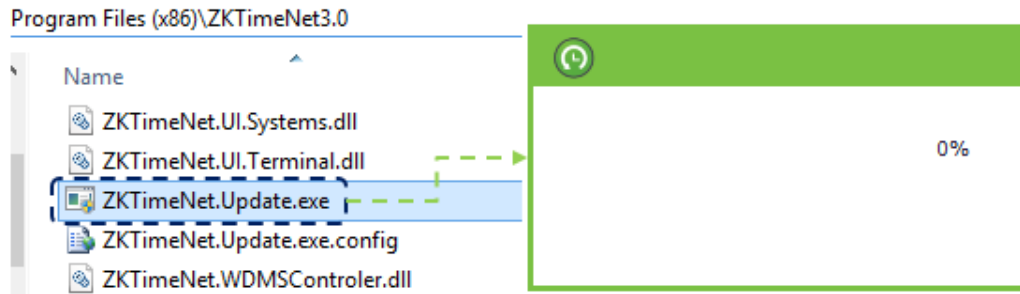 Program Files (x86)\ZKTimeNet3.0
Name
ZKTimeNet.UI.Systems.dll
ZKTimeNet.UI.Terminal.dll
ZKTimeNet.Update.exe
ZKTimeNet.Update.exe.config
ZKTimeNet.WDMSControler.dll
0%